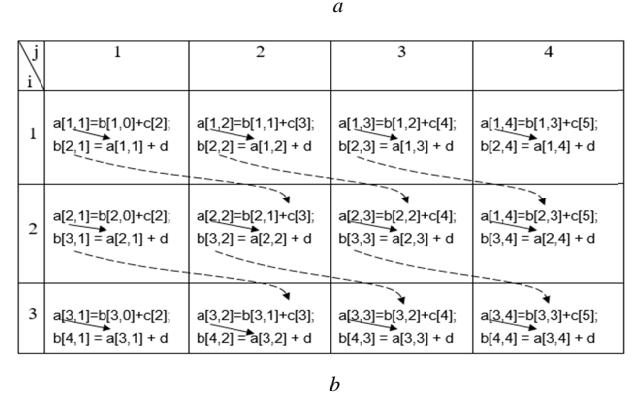 a
j 1 2 3 4
i
1 a[1,1]=b[1,0]+c[2]; a[1,2]=b[1,1]+c[3]; a[1,3]=b[1,2]+c[4]; a[1,4]=b[1,3]+c[5];
b[2,1] = a[1,1] + d b[2,2] = a[1,2] + d b[2,3] = a[1,3] + d b[2,4] = a[1,4] + d
2 a[2,1]=b[2,0]+c[2]; a[2,2]=b[2,1]+c[3]; a[2,3]=b[2,2]+c[4]; a[1,4]=b[2,3]+c[5];
b[3,1] = a[2,1] + d b[3,2] = a[2,2] + d b[3,3] = a[2,3] + d b[3,4] = a[2,4] + d
3 a[3,1]=b[3,0]+c[2]; a[3,2]=b[3,1]+c[3]; a[3,3]=b[3,2]+c[4]; a[3,4]=b[3,3]+c[5];
b[4,1] = a[3,1] + d b[4,2] = a[3,2] + d b[4,3] = a[3,3] + d b[4,4] = a[3,4] + d
b